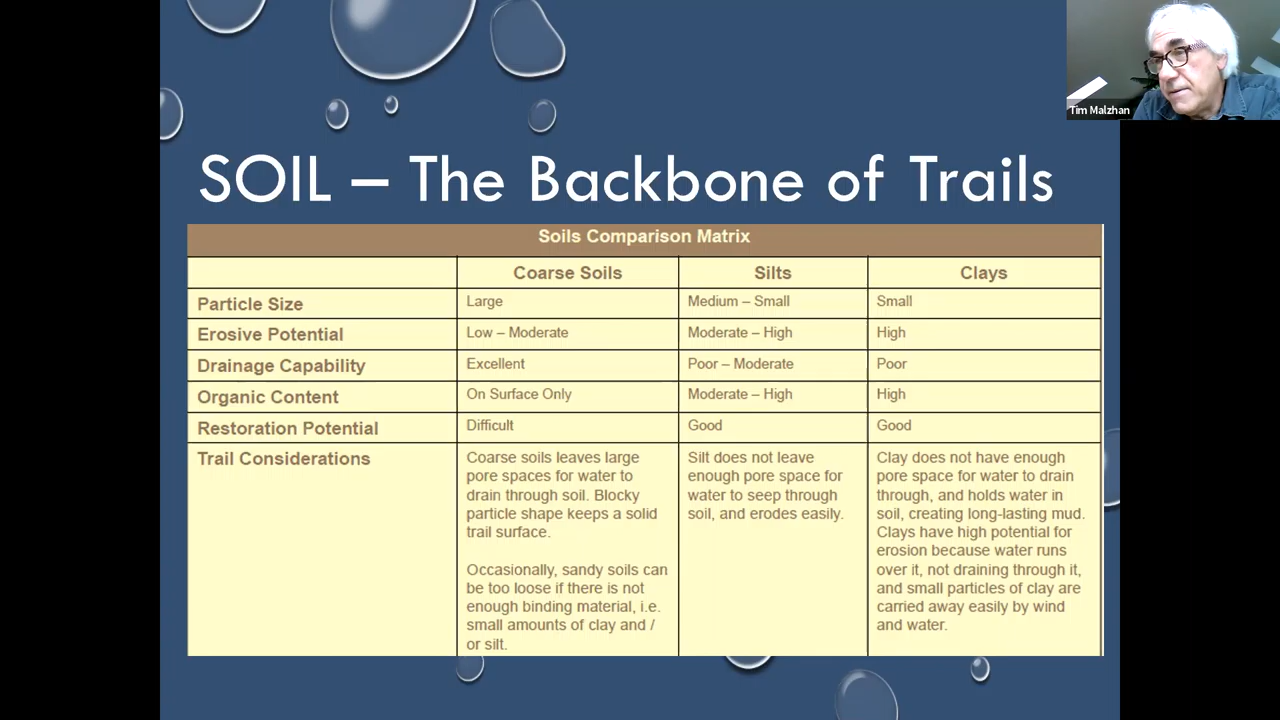 Tim Malzhan
SOIL – The Backbone of Trails
Soils Comparison Matrix
Coarse Soils Silts Clays
Particle Size Large Medium – Small Small
Erosive Potential Low – Moderate Moderate – High High
Drainage Capability Excellent Poor – Moderate Poor
Organic Content On Surface Only Moderate – High High
Restoration Potential Difficult Good Good
Trail Considerations
Coarse soils leaves large
pore spaces for water to
drain through soil. Blocky
particle shape keeps a solid
trail surface.
Occasionally, sandy soils can
be too loose if there is not
enough binding material, i.e.
small amounts of clay and /
or silt.
Silt does not leave
enough pore space for
water to seep through
soil, and erodes easily.
Clay does not have enough
pore space for water to drain
through, and holds water in
soil, creating long-lasting mud.
Clays have high potential for
erosion because water runs
over it, not draining through it,
and small particles of clay are
carried away easily by wind
and water.